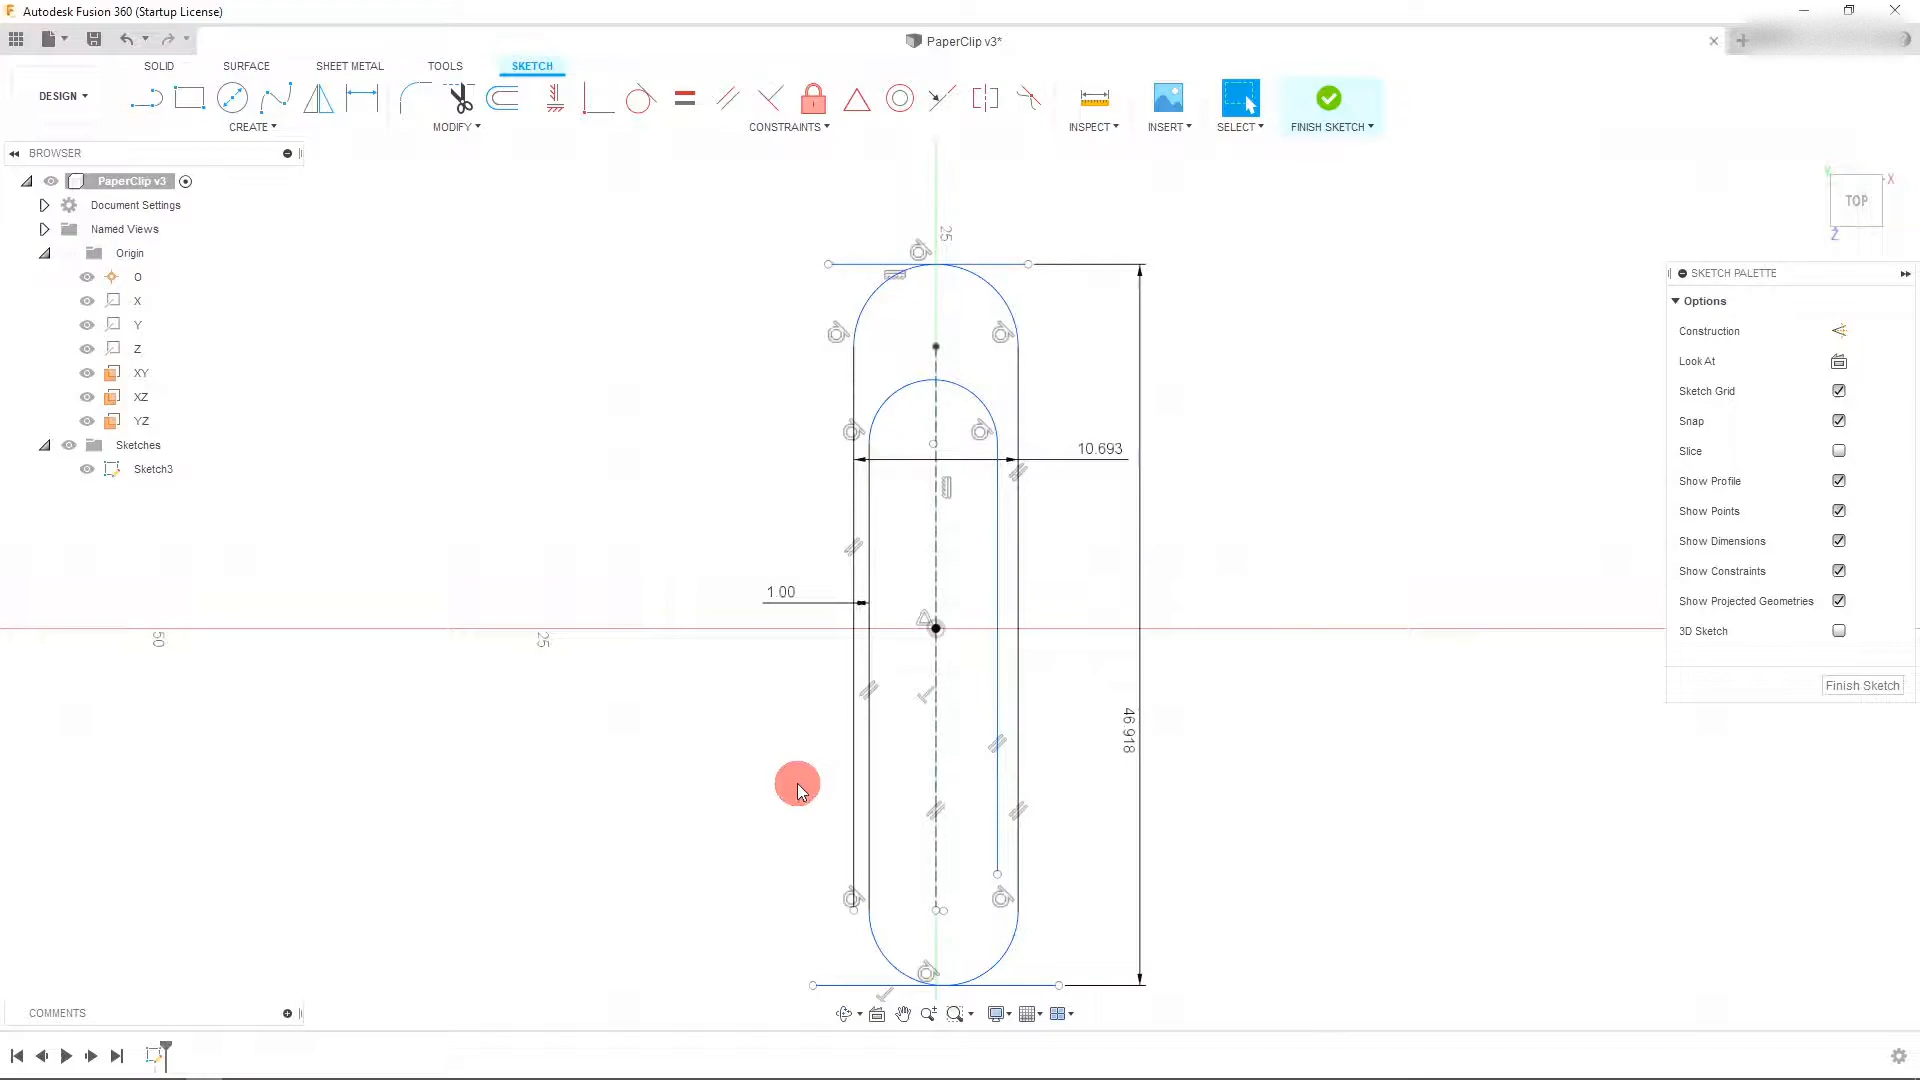 Autodesk Fusion 360 (Startup License)
PaperClip v3*
SOLID SURFACE SHEET METAL TOOLS SKETCH
DESIGN
CREATE MODIFY CONSTRAINTS INSPECT INSERT SELECT FINISH SKETCH
BROWSER
PaperClip v3
Document Settings
Named Views
Origin
O
X
Y
Z
XY
XZ
YZ
Sketches
Sketch3
Y X
TOP
Z
SKETCH PALETTE
Options
Construction
Look At
Sketch Grid
Snap
Slice
Show Profile
Show Points
Show Dimensions
Show Constraints
Show Projected Geometries
3D Sketch
Finish Sketch
25
10.693
1.00
50
25
46.918
COMMENTS